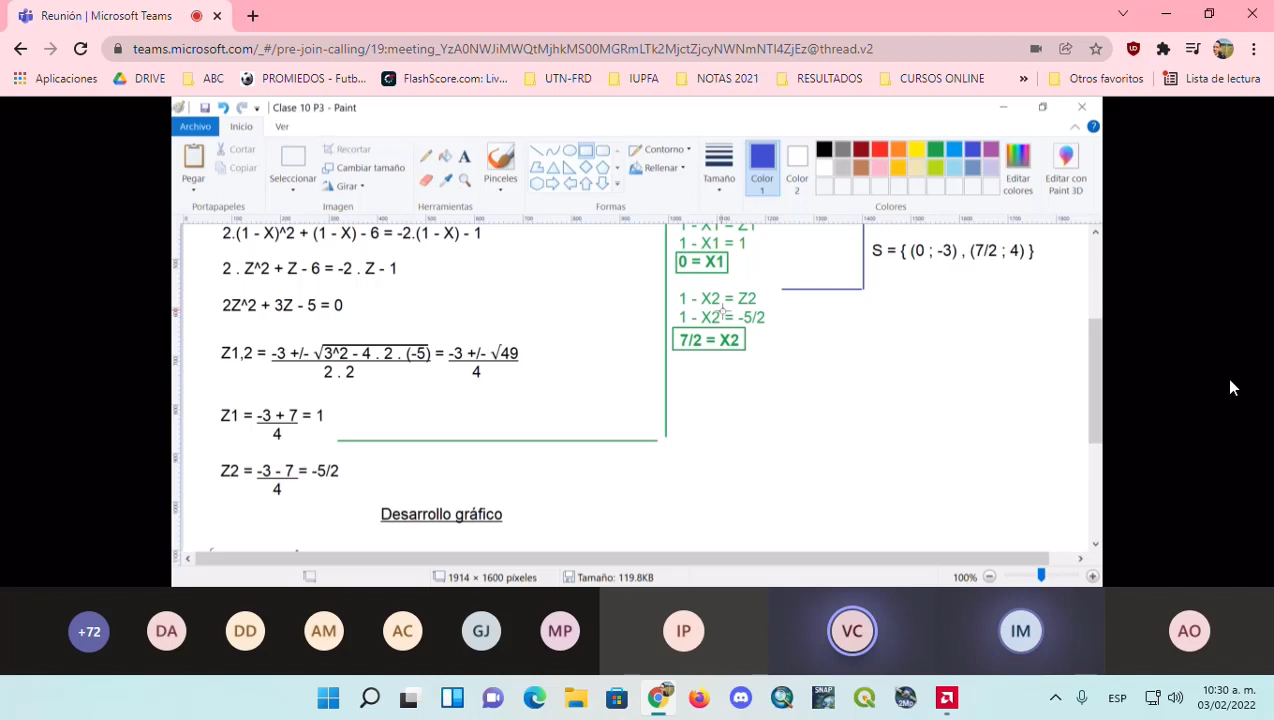 Reunión | Microsoft Teams
teams.microsoft.com/_#/pre-join-calling/19:meeting_YzA0NWJiMWQtMjhkMS00MGRmLTk2MjctZjcyNWNmNTI4ZjEz@thread.v2
Aplicaciones DRIVE ABC PROMIEDOS - Futb... FlashScore.com: Liv... UTN-FRD IUPFA NOTAS 2021 RESULTADOS CURSOS ONLINE » Otros favoritos Lista de lectura
Clase 10 P3 - Paint
Archivo Inicio Ver
Pegar Cortar Copiar Seleccionar Recortar Cambiar tamaño Girar A Pinceles Contorno Rellenar Tamaño Color 1 Color 2 Editar colores Editar con Paint 3D
Portapapeles Imagen Herramientas Formas Colores
2.(1 - X)^2 + (1 - X) - 6 = -2.(1 - X) - 1
2 . Z^2 + Z - 6 = -2 . Z - 1
2Z^2 + 3Z - 5 = 0
Z1,2 = -3 +/- √3^2 - 4 . 2 . (-5) = -3 +/- √49
2 . 2 4
Z1 = -3 + 7 = 1
4
Z2 = -3 - 7 = -5/2
4
Desarrollo gráfico
1 - X1 = Z1
1 - X1 = 1
0 = X1
1 - X2 = Z2
1 - X2 = -5/2
7/2 = X2
S = { (0 ; -3) , (7/2 ; 4) }
1914 × 1600 píxeles Tamaño: 119.8KB 100%
+72 DA DD AM AC GJ MP IP VC IM AO
SNAP ESP 10:30 a. m.
03/02/2022